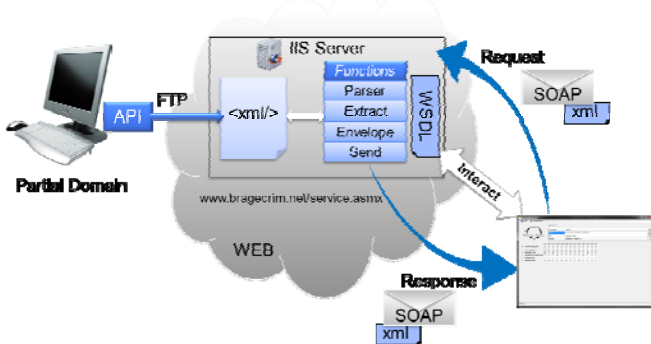 IIS Server
Request
Functions
SOAP
xml
Parser
FTP
API
<xml/>
Extract
WSDL
Envelope
Send
Partial Domain
Interact
www.bragecrim.net/service.asmx
WEB
Response
SOAP
xml